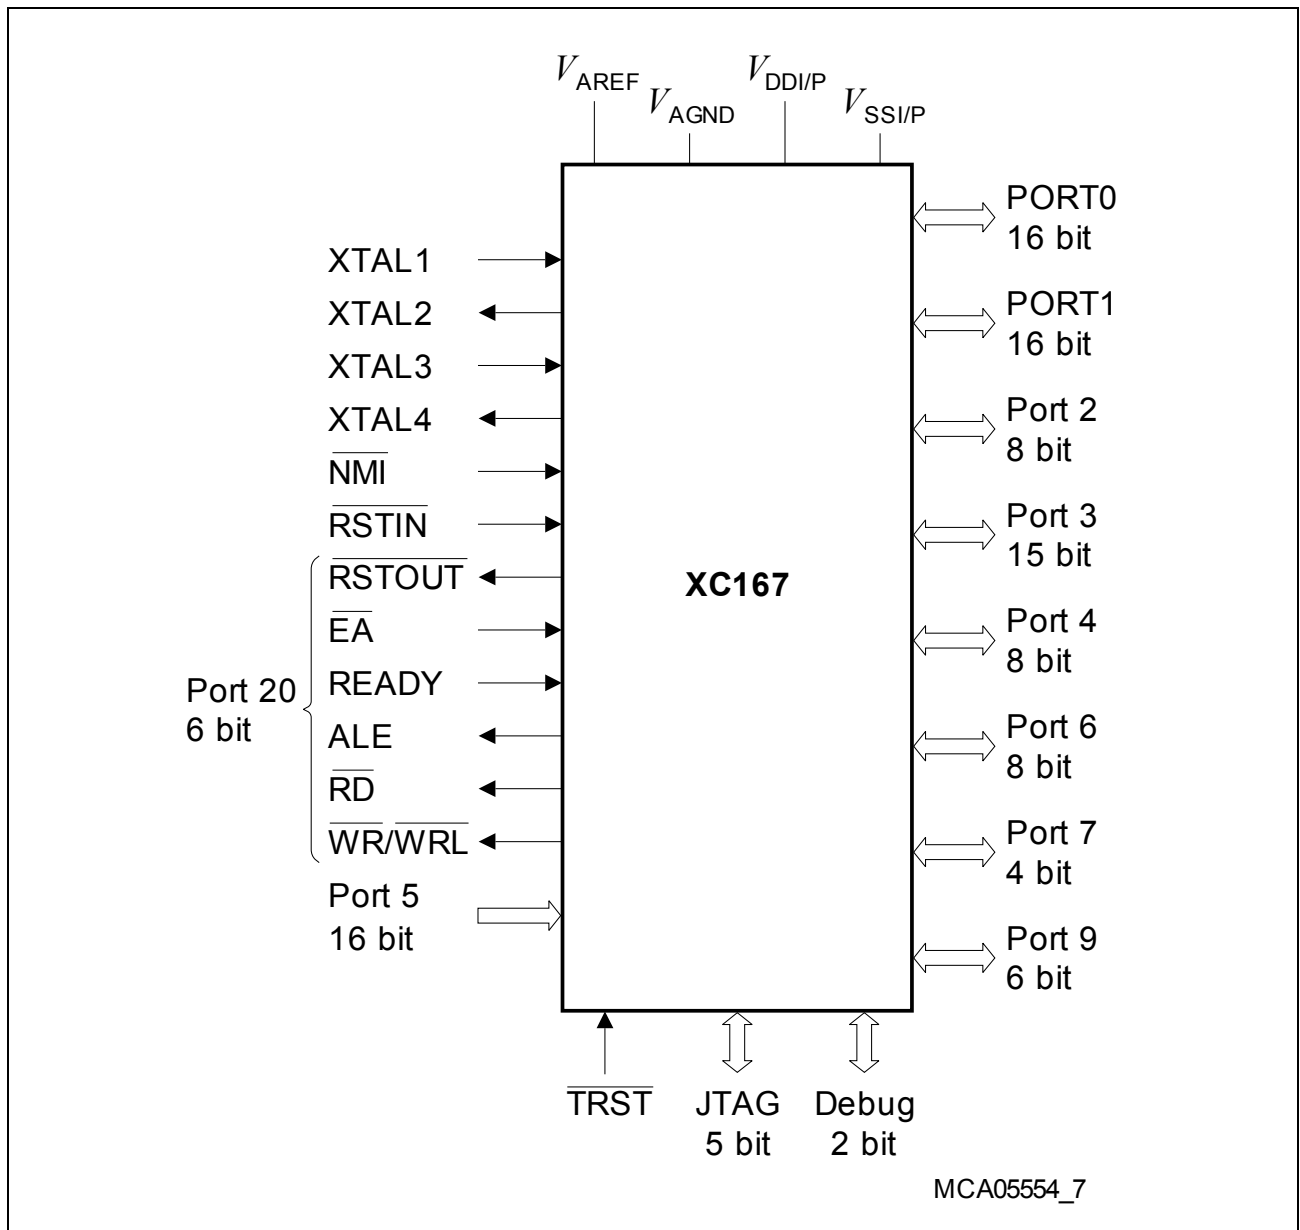 VAREF
VAGND
VDDI/P
VSSI/P
XTAL1
XTAL2
XTAL3
XTAL4
NMI
RSTIN
RSTOUT
EA
READY
ALE
RD
WR/WRL
Port 20
6 bit
Port 5
16 bit
XC167
PORT0
16 bit
PORT1
16 bit
Port 2
8 bit
Port 3
15 bit
Port 4
8 bit
Port 6
8 bit
Port 7
4 bit
Port 9
6 bit
TRST
JTAG
5 bit
Debug
2 bit
MCA05554_7